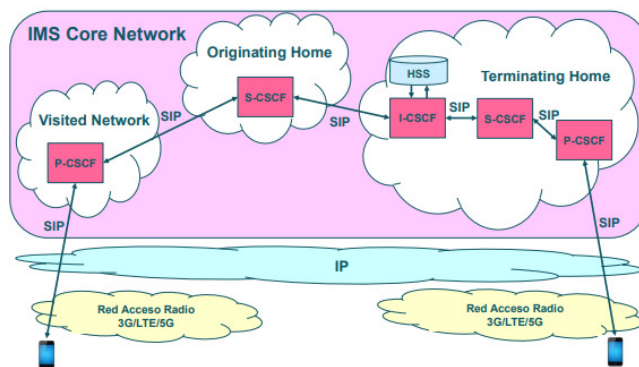 IMS Core Network
Originating Home
HSS
Terminating Home
S-CSCF
SIP
I-CSCF
SIP
S-CSCF
SIP
P-CSCF
Visited Network
SIP
P-CSCF
SIP
SIP
IP
Red Acceso Radio
3G/LTE/5G
Red Acceso Radio
3G/LTE/5G